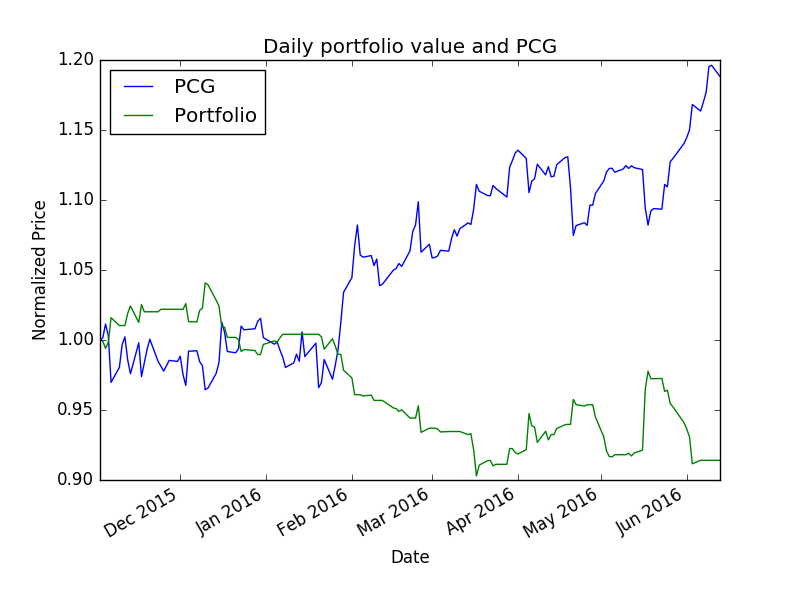 Daily portfolio value and PCG
1.20
1.15
1.10
1.05
1.00
0.95
0.90
PCG
Portfolio
Normalized Price
Dec 2015
Jan 2016
Feb 2016
Mar 2016
Apr 2016
May 2016
Jun 2016
Date